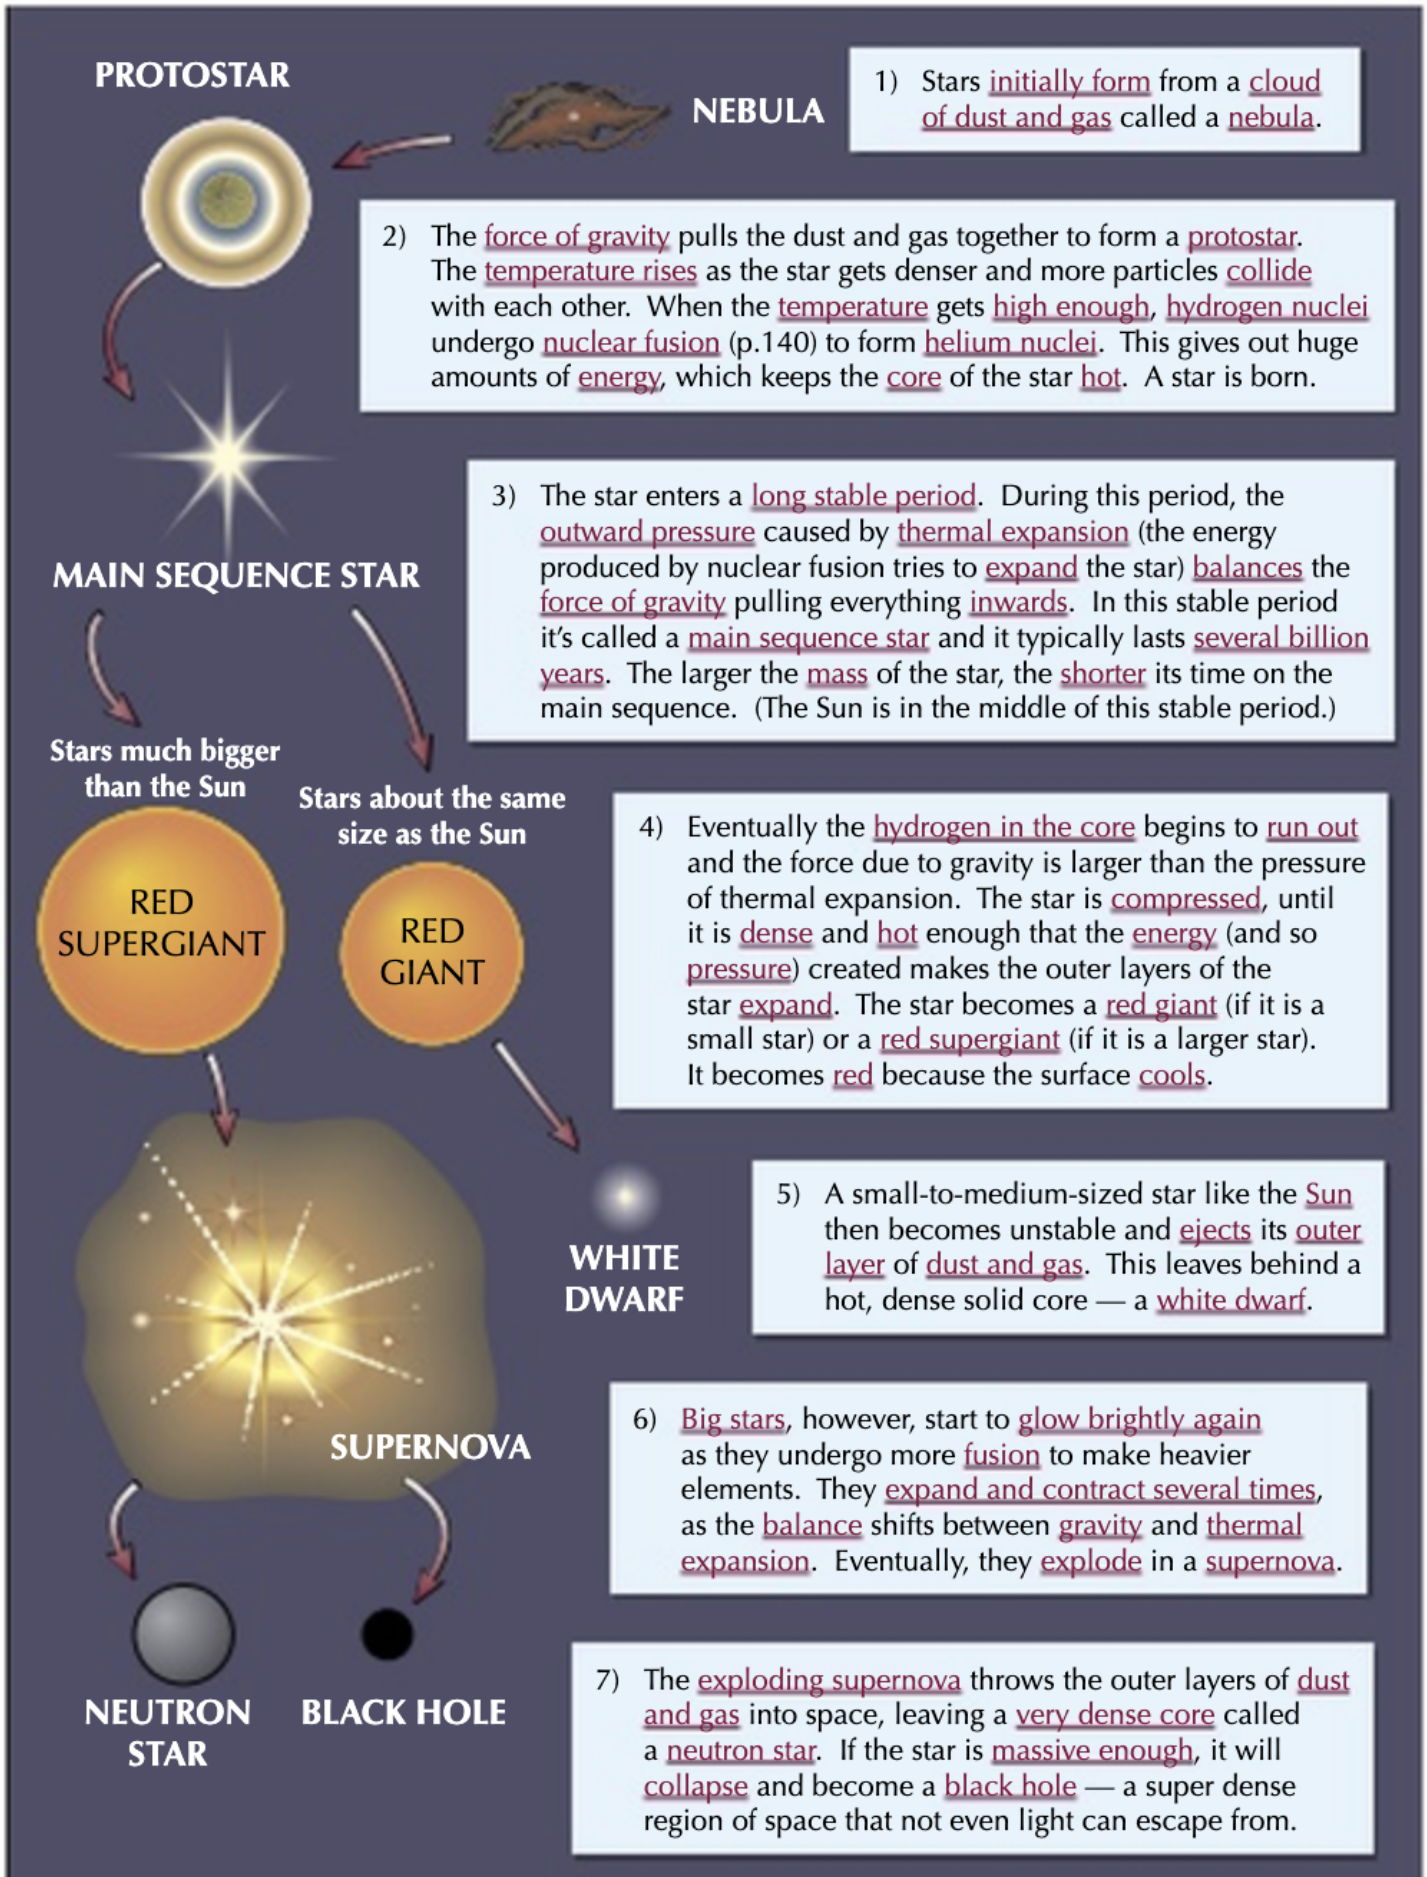 PROTOSTAR
NEBULA
1) Stars initially form from a cloud
of dust and gas called a nebula.
2) The force of gravity pulls the dust and gas together to form a protostar.
The temperature rises as the star gets denser and more particles collide
with each other. When the temperature gets high enough, hydrogen nuclei
undergo nuclear fusion (p.140) to form helium nuclei. This gives out huge
amounts of energy, which keeps the core of the star hot. A star is born.
MAIN SEQUENCE STAR
3) The star enters a long stable period. During this period, the
outward pressure caused by thermal expansion (the energy
produced by nuclear fusion tries to expand the star) balances the
force of gravity pulling everything inwards. In this stable period
it's called a main sequence star and it typically lasts several billion
years. The larger the mass of the star, the shorter its time on the
main sequence. (The Sun is in the middle of this stable period.)
Stars much bigger
than the Sun
Stars about the same
size as the Sun
RED
SUPERGIANT
RED
GIANT
4) Eventually the hydrogen in the core begins to run out
and the force due to gravity is larger than the pressure
of thermal expansion. The star is compressed, until
it is dense and hot enough that the energy (and so
pressure) created makes the outer layers of the
star expand. The star becomes a red giant (if it is a
small star) or a red supergiant (if it is a larger star).
It becomes red because the surface cools.
WHITE
DWARF
5) A small-to-medium-sized star like the Sun
then becomes unstable and ejects its outer
layer of dust and gas. This leaves behind a
hot, dense solid core — a white dwarf.
SUPERNOVA
6) Big stars, however, start to glow brightly again
as they undergo more fusion to make heavier
elements. They expand and contract several times,
as the balance shifts between gravity and thermal
expansion. Eventually, they explode in a supernova.
NEUTRON
STAR
BLACK HOLE
7) The exploding supernova throws the outer layers of dust
and gas into space, leaving a very dense core called
a neutron star. If the star is massive enough, it will
collapse and become a black hole — a super dense
region of space that not even light can escape from.